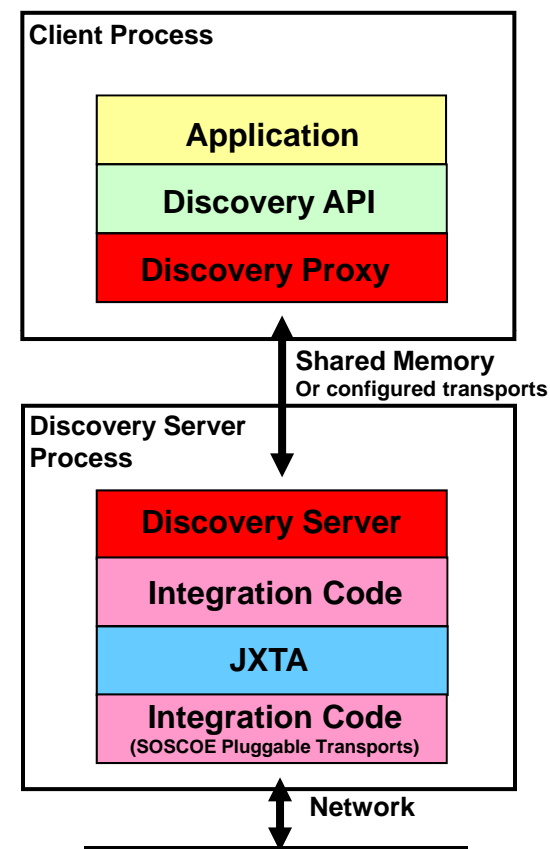 Client Process
Application
Discovery API
Discovery Proxy
Shared Memory
Or configured transports
Discovery Server
Process
Discovery Server
Integration Code
JXTA
Integration Code
(SOSCOE Pluggable Transports)
Network